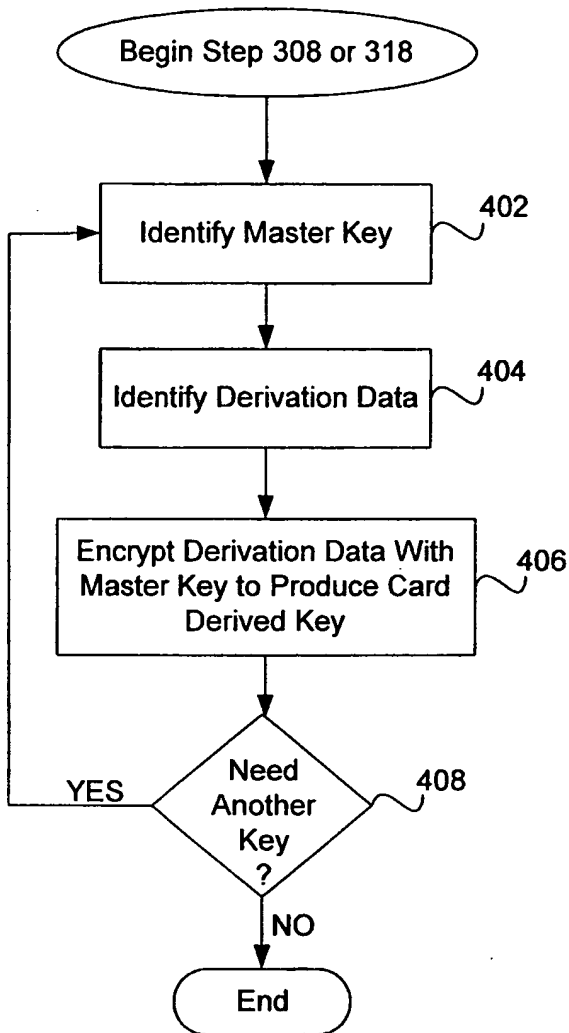 Begin Step 308 or 318
Identify Master Key
402
Identify Derivation Data
404
Encrypt Derivation Data With
Master Key to Produce Card
Derived Key
406
Need
Another
Key
?
408
YES
NO
End